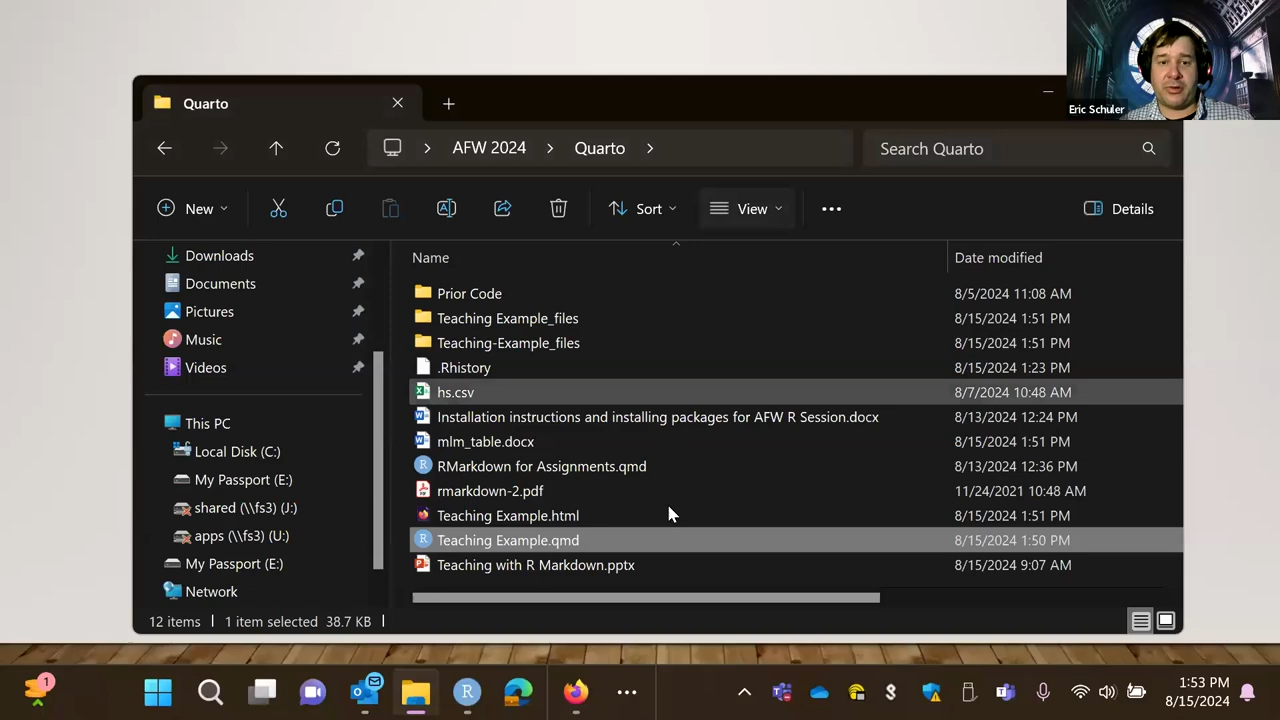 Eric Schuler
Quarto
AFW 2024
Quarto
Search Quarto
New
Sort
View
Details
Downloads
Documents
Pictures
Music
Videos
This PC
Local Disk (C:)
My Passport (E:)
shared (\\fs3) (J:)
apps (\\fs3) (U:)
My Passport (E:)
Network
Name
Date modified
Prior Code
8/5/2024 11:08 AM
Teaching Example_files
8/15/2024 1:51 PM
Teaching-Example_files
8/15/2024 1:51 PM
.Rhistory
8/15/2024 1:23 PM
hs.csv
8/7/2024 10:48 AM
Installation instructions and installing packages for AFW R Session.docx
8/13/2024 12:24 PM
mlm_table.docx
8/15/2024 1:51 PM
RMarkdown for Assignments.qmd
8/13/2024 12:36 PM
rmarkdown-2.pdf
11/24/2021 10:48 AM
Teaching Example.html
8/15/2024 1:51 PM
Teaching Example.qmd
8/15/2024 1:50 PM
Teaching with R Markdown.pptx
8/15/2024 9:07 AM
12 items
1 item selected 38.7 KB
1
1:53 PM
8/15/2024